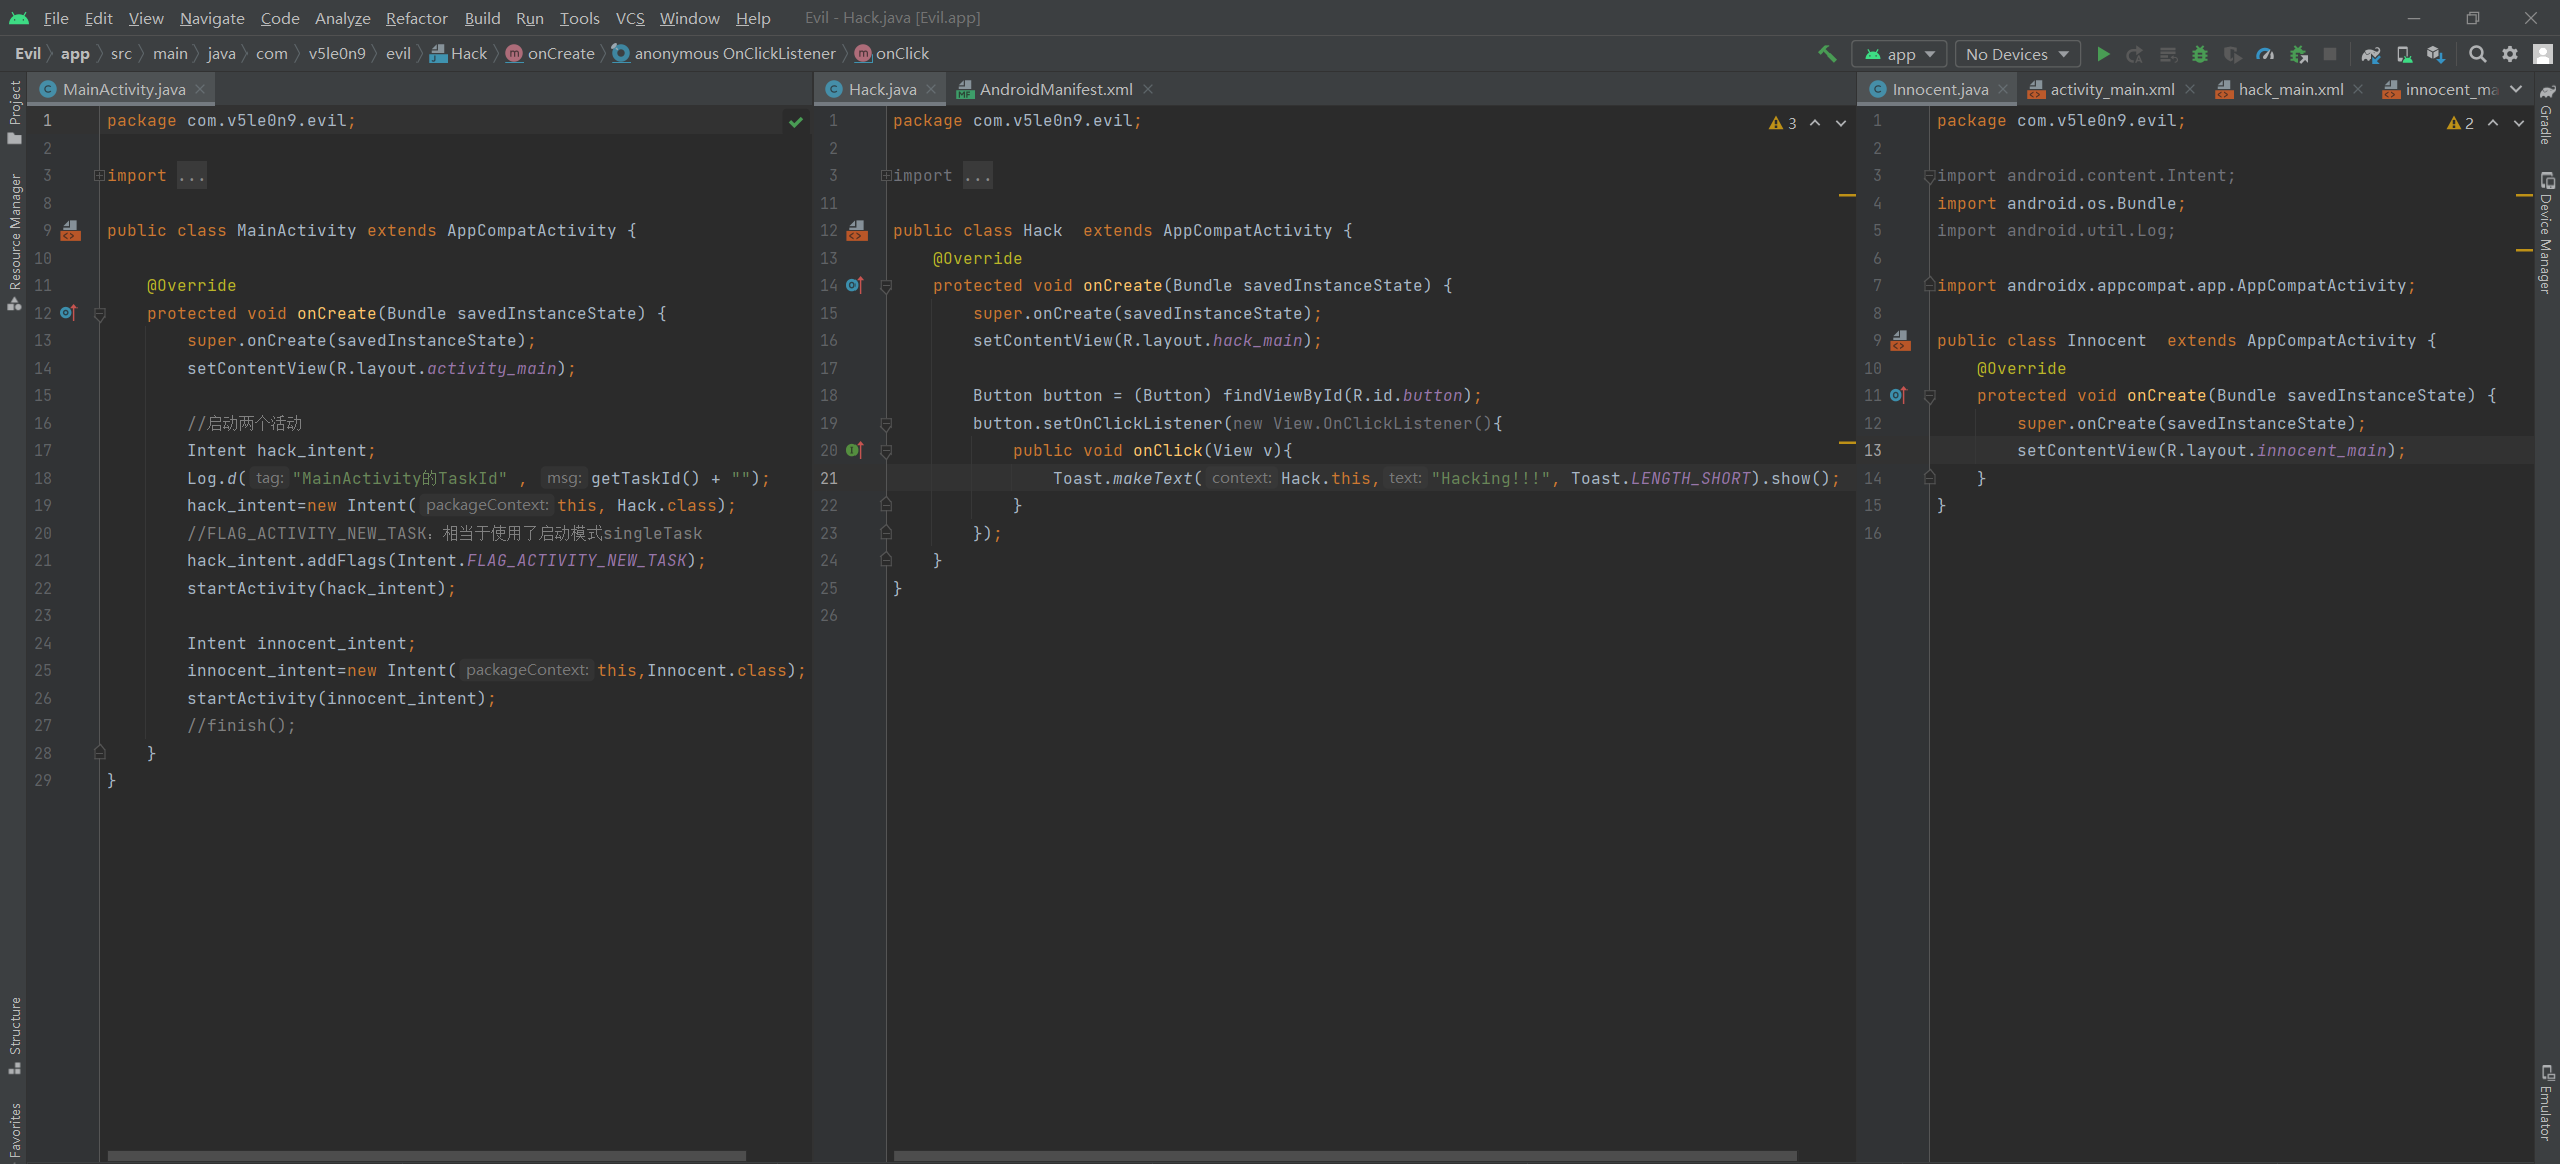 File Edit View Navigate Code Analyze Refactor Build Run Tools VCS Window Help Evil - Hack.java [Evil.app]
Evil app src main java com v5le0n9 evil Hack onCreate anonymous OnClickListener onClick app No Devices
MainActivity.java
1 package com.v5le0n9.evil;
2
3 import ...
8
9 public class MainActivity extends AppCompatActivity {
10
11 @Override
12 protected void onCreate(Bundle savedInstanceState) {
13 super.onCreate(savedInstanceState);
14 setContentView(R.layout.activity_main);
15
16 //启动两个活动
17 Intent hack_intent;
18 Log.d( tag: "MainActivity的TaskId" , msg: getTaskId() + "");
19 hack_intent=new Intent( packageContext: this, Hack.class);
20 //FLAG_ACTIVITY_NEW_TASK：相当于使用了启动模式singleTask
21 hack_intent.addFlags(Intent.FLAG_ACTIVITY_NEW_TASK);
22 startActivity(hack_intent);
23
24 Intent innocent_intent;
25 innocent_intent=new Intent( packageContext: this,Innocent.class);
26 startActivity(innocent_intent);
27 //finish();
28 }
29 }
Hack.java AndroidManifest.xml
3
1 package com.v5le0n9.evil;
2
3 import ...
11
12 public class Hack extends AppCompatActivity {
13 @Override
14 protected void onCreate(Bundle savedInstanceState) {
15 super.onCreate(savedInstanceState);
16 setContentView(R.layout.hack_main);
17
18 Button button = (Button) findViewById(R.id.button);
19 button.setOnClickListener(new View.OnClickListener(){
20 public void onClick(View v){
21 Toast.makeText( context: Hack.this, text: "Hacking!!!", Toast.LENGTH_SHORT).show();
22 }
23 });
24 }
25 }
26
Innocent.java activity_main.xml hack_main.xml innocent_ma
2
1 package com.v5le0n9.evil;
2
3 import android.content.Intent;
4 import android.os.Bundle;
5 import android.util.Log;
6
7 import androidx.appcompat.app.AppCompatActivity;
8
9 public class Innocent extends AppCompatActivity {
10 @Override
11 protected void onCreate(Bundle savedInstanceState) {
12 super.onCreate(savedInstanceState);
13 setContentView(R.layout.innocent_main);
14 }
15 }
16
Project
Resource Manager
Structure
Favorites
Gradle
Device Manager
Emulator